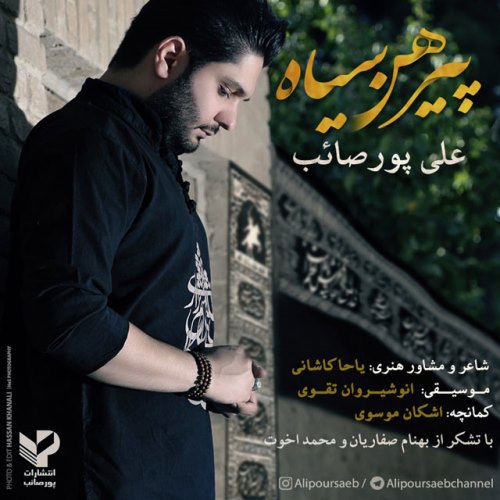 پیرهن سیاه
علی پورصائب
شاعر و مشاور هنری: یاحا کاشانی
موسیقی: انوشیروان تقوی
کمانچه: اشکان موسوی
با تشکر از بهنام صفاریان و محمد اخوت
Alipoursaeb / Alipoursaebchannel
انتشارات
پورصائب
PHOTO & EDIT HASSAN KHANALI